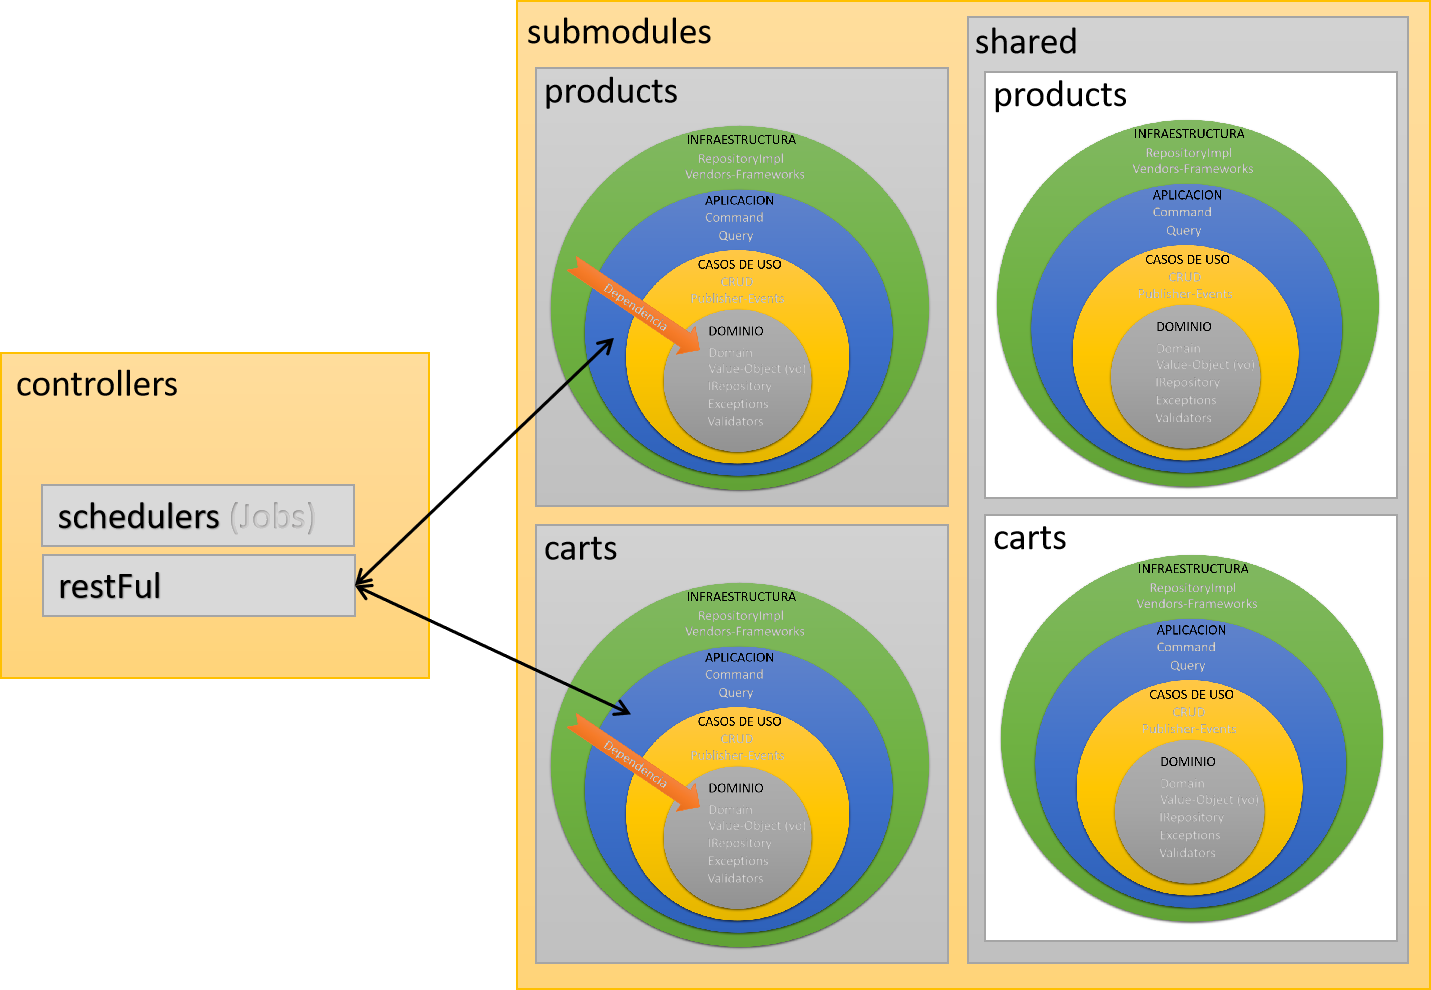 submodules
products
INFRAESTRUCTURA
RepositoryImpl
Vendors-Frameworks
APLICACION
Command
Query
CASOS DE USO
CRUD
Publisher-Events
Dependencia
DOMINIO
Domain
Value-Object (vo)
IRepository
Exceptions
Validators
shared
products
INFRAESTRUCTURA
RepositoryImpl
Vendors-Frameworks
APLICACION
Command
Query
CASOS DE USO
CRUD
Publisher-Events
DOMINIO
Domain
Value-Object (vo)
IRepository
Exceptions
Validators
controllers
schedulers (Jobs)
restFul
carts
INFRAESTRUCTURA
RepositoryImpl
Vendors-Frameworks
APLICACION
Command
Query
CASOS DE USO
CRUD
Publisher-Events
Dependencia
DOMINIO
Domain
Value-Object (vo)
IRepository
Exceptions
Validators
carts
INFRAESTRUCTURA
RepositoryImpl
Vendors-Frameworks
APLICACION
Command
Query
CASOS DE USO
CRUD
Publisher-Events
DOMINIO
Domain
Value-Object (vo)
IRepository
Exceptions
Validators